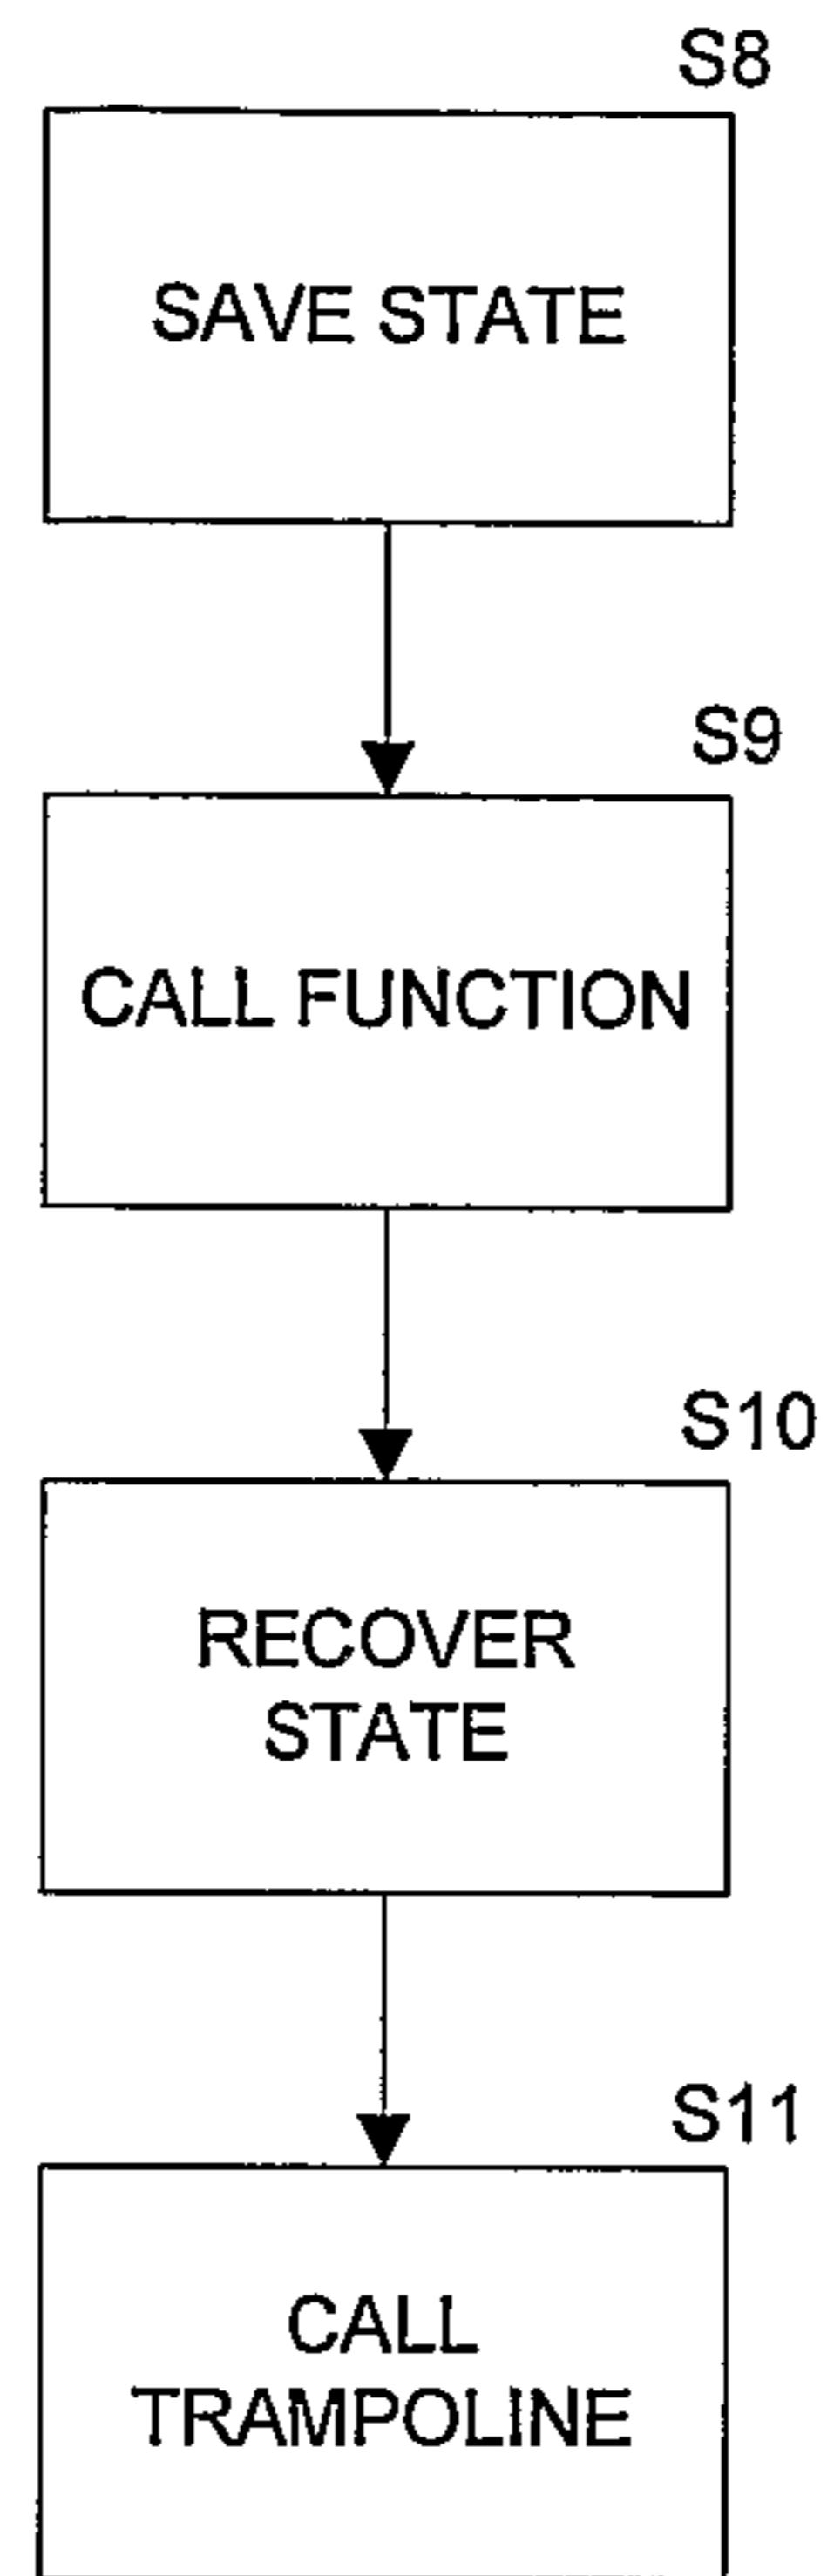 S8
SAVE STATE
S9
CALL FUNCTION
S10
RECOVER
STATE
S11
CALL
TRAMPOLINE